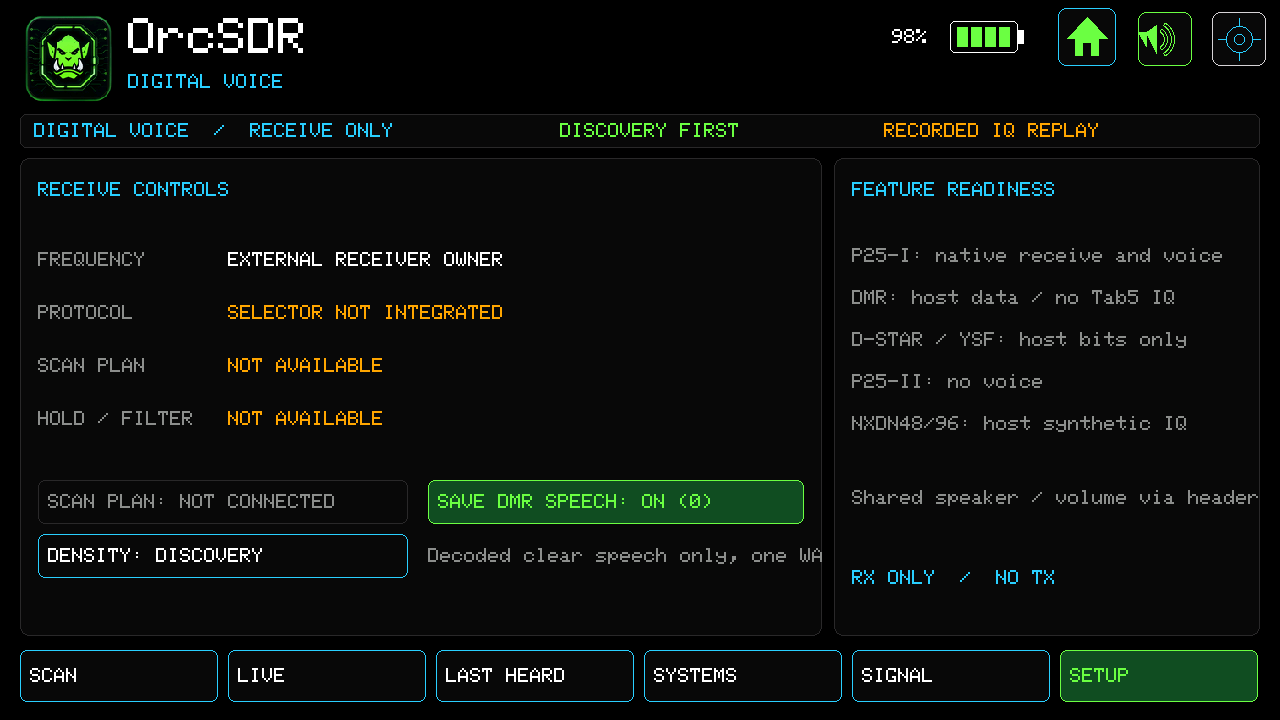 OrcSDR
DIGITAL VOICE
98%
DIGITAL VOICE / RECEIVE ONLY
DISCOVERY FIRST
RECORDED IQ REPLAY
RECEIVE CONTROLS
FREQUENCY EXTERNAL RECEIVER OWNER
PROTOCOL SELECTOR NOT INTEGRATED
SCAN PLAN NOT AVAILABLE
HOLD / FILTER NOT AVAILABLE
SCAN PLAN: NOT CONNECTED
SAVE DMR SPEECH: ON (0)
DENSITY: DISCOVERY
Decoded clear speech only, one WA
FEATURE READINESS
P25-I: native receive and voice
DMR: host data / no Tab5 IQ
D-STAR / YSF: host bits only
P25-II: no voice
NXDN48/96: host synthetic IQ
Shared speaker / volume via header
RX ONLY / NO TX
SCAN
LIVE
LAST HEARD
SYSTEMS
SIGNAL
SETUP